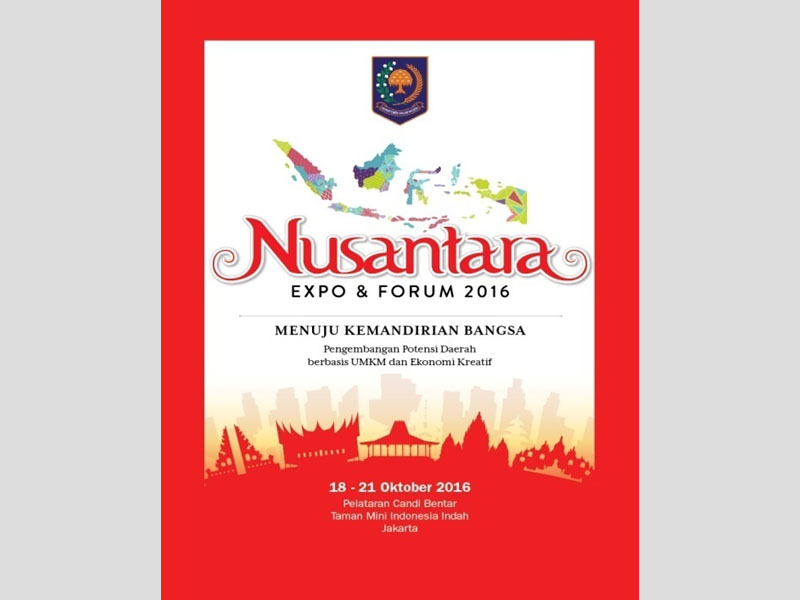 Nusantara
EXPO & FORUM 2016
MENUJU KEMANDIRIAN BANGSA
Pengembangan Potensi Daerah
berbasis UMKM dan Ekonomi Kreatif
18 - 21 Oktober 2016
Pelataran Candi Bentar
Taman Mini Indonesia Indah
Jakarta